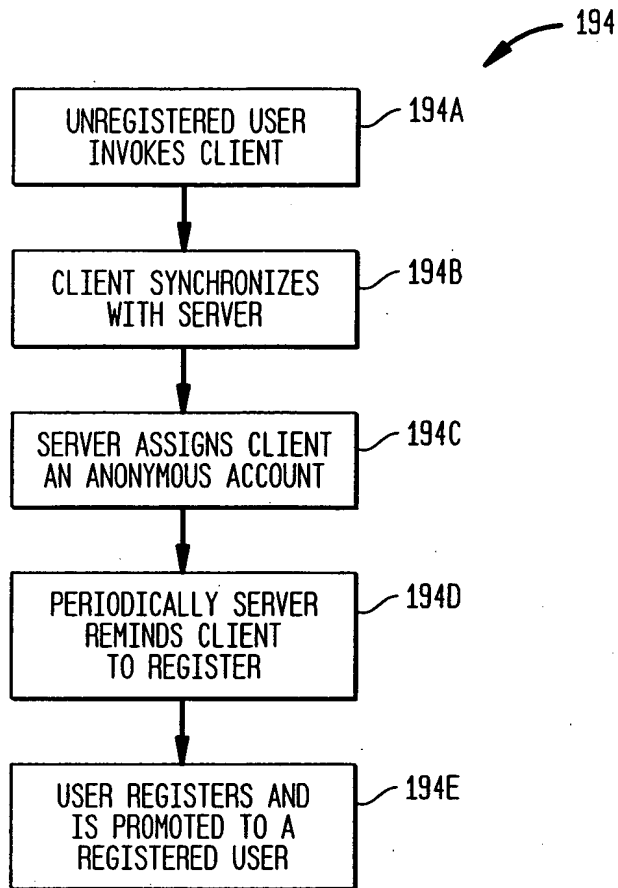 194
UNREGISTERED USER
INVOKES CLIENT
194A
CLIENT SYNCHRONIZES
WITH SERVER
194B
SERVER ASSIGNS CLIENT
AN ANONYMOUS ACCOUNT
194C
PERIODICALLY SERVER
REMINDS CLIENT
TO REGISTER
194D
USER REGISTERS AND
IS PROMOTED TO A
REGISTERED USER
194E